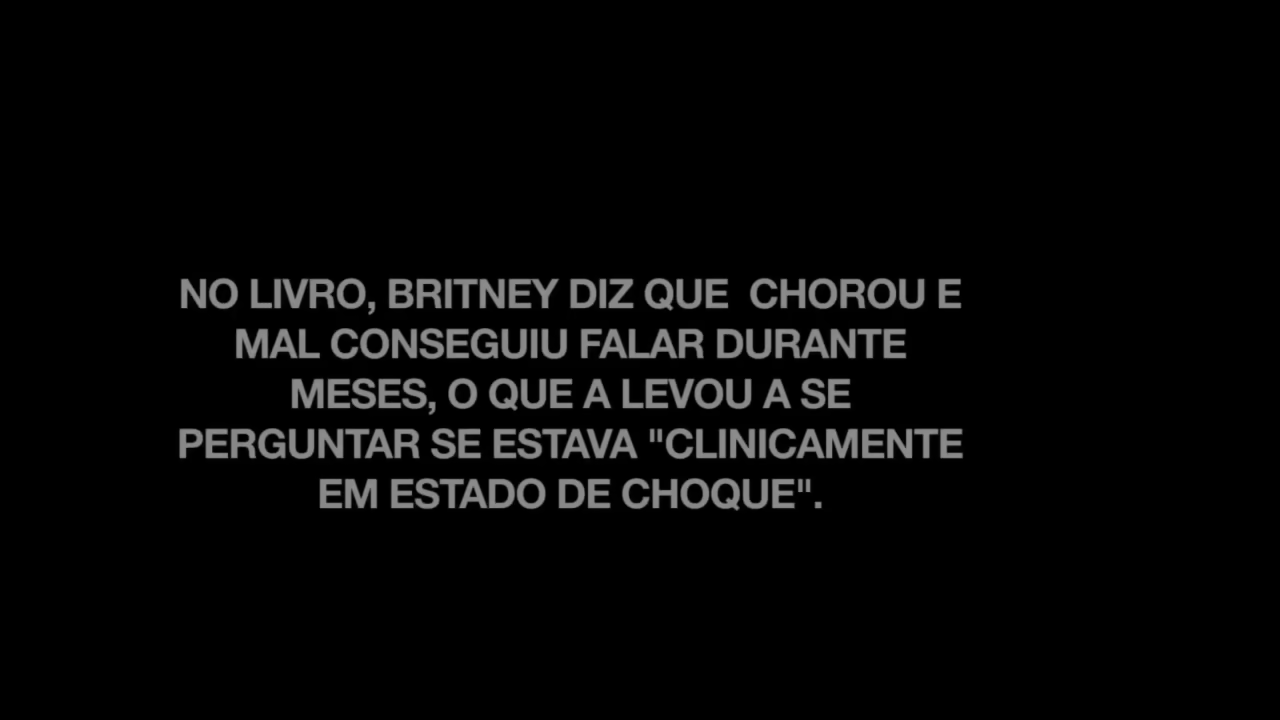 NO LIVRO, BRITNEY DIZ QUE  CHOROU E
MAL CONSEGUIU FALAR DURANTE
MESES, O QUE A LEVOU A SE
PERGUNTAR SE ESTAVA "CLINICAMENTE
EM ESTADO DE CHOQUE".